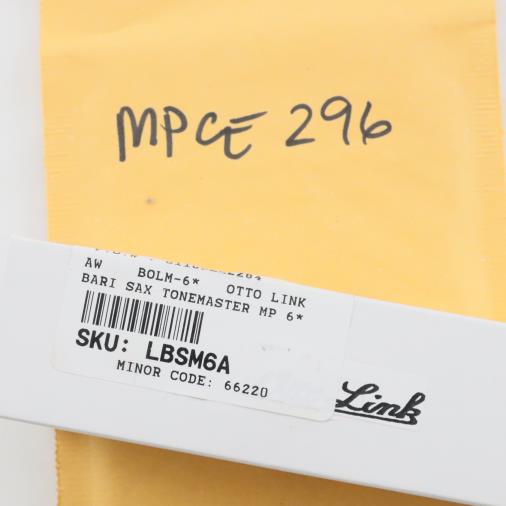 MPCE 296
AW BOLM-6* OTTO LINK
BARI SAX TONEMASTER MP 6*
SKU: LBSM6A
MINOR CODE: 66220
Link